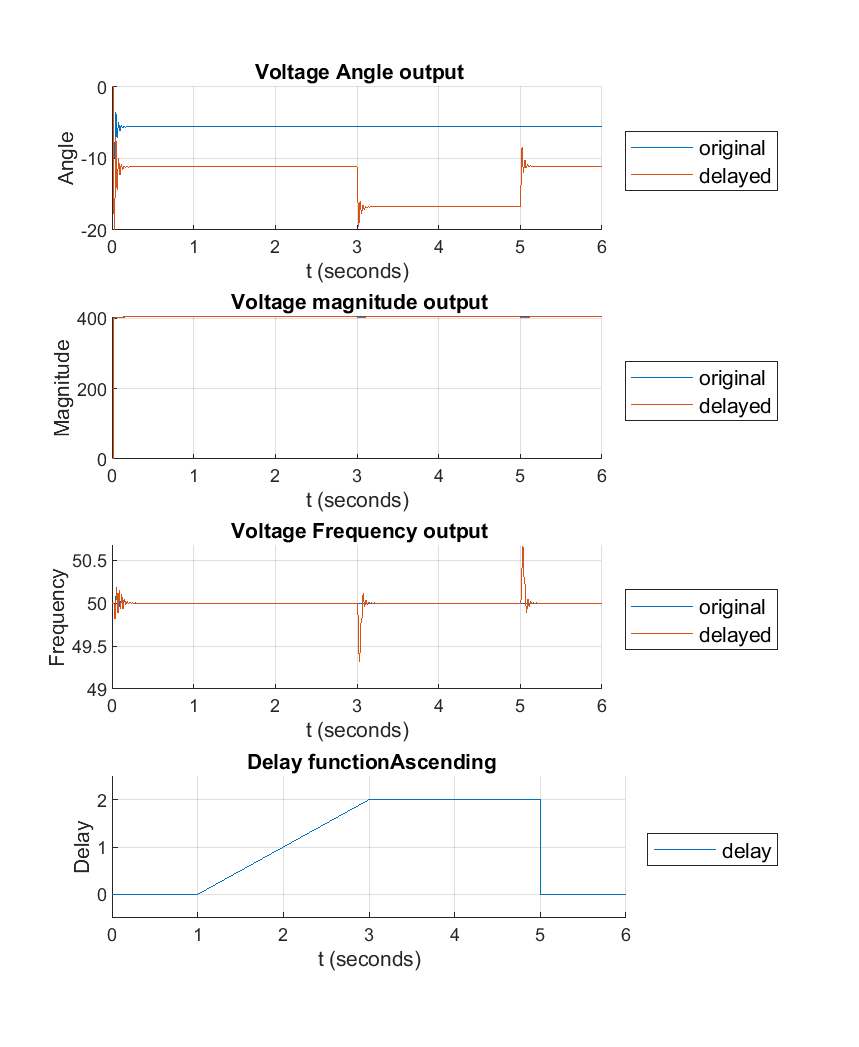 Voltage Angle output
0
-10
-20
Angle
0 1 2 3 4 5 6
t (seconds)
original
delayed
Voltage magnitude output
400
200
0
Magnitude
0 1 2 3 4 5 6
t (seconds)
original
delayed
Voltage Frequency output
50.5
50
49.5
49
Frequency
0 1 2 3 4 5 6
t (seconds)
original
delayed
Delay functionAscending
2
1
0
Delay
0 1 2 3 4 5 6
t (seconds)
delay